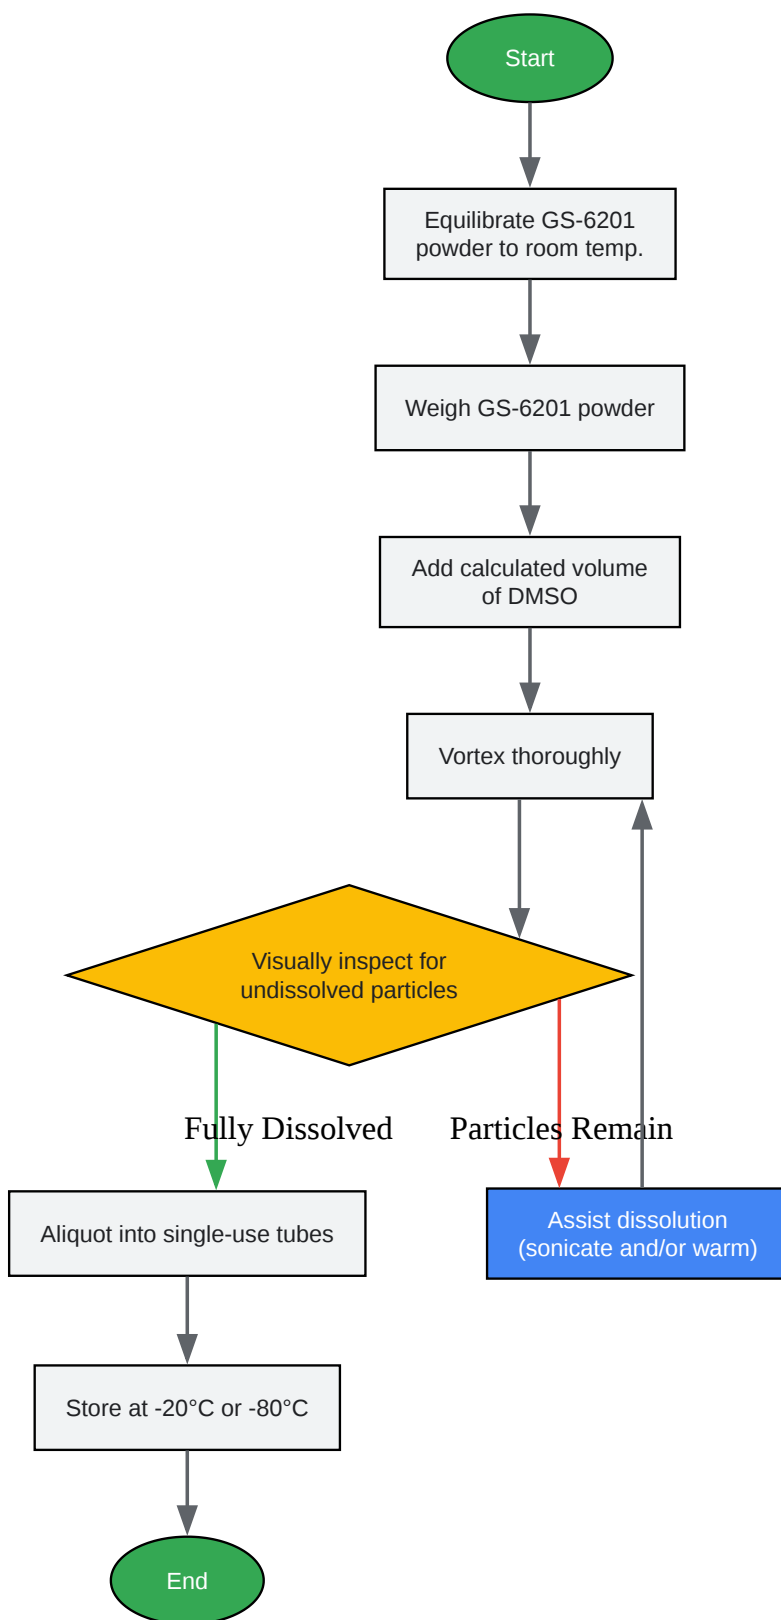 Start
Equilibrate GS-6201
powder to room temp.
Weigh GS-6201 powder
Add calculated volume
of DMSO
Vortex thoroughly
Visually inspect for
undissolved particles
Fully Dissolved
Particles Remain
Aliquot into single-use tubes
Assist dissolution
(sonicate and/or warm)
Store at -20°C or -80°C
End